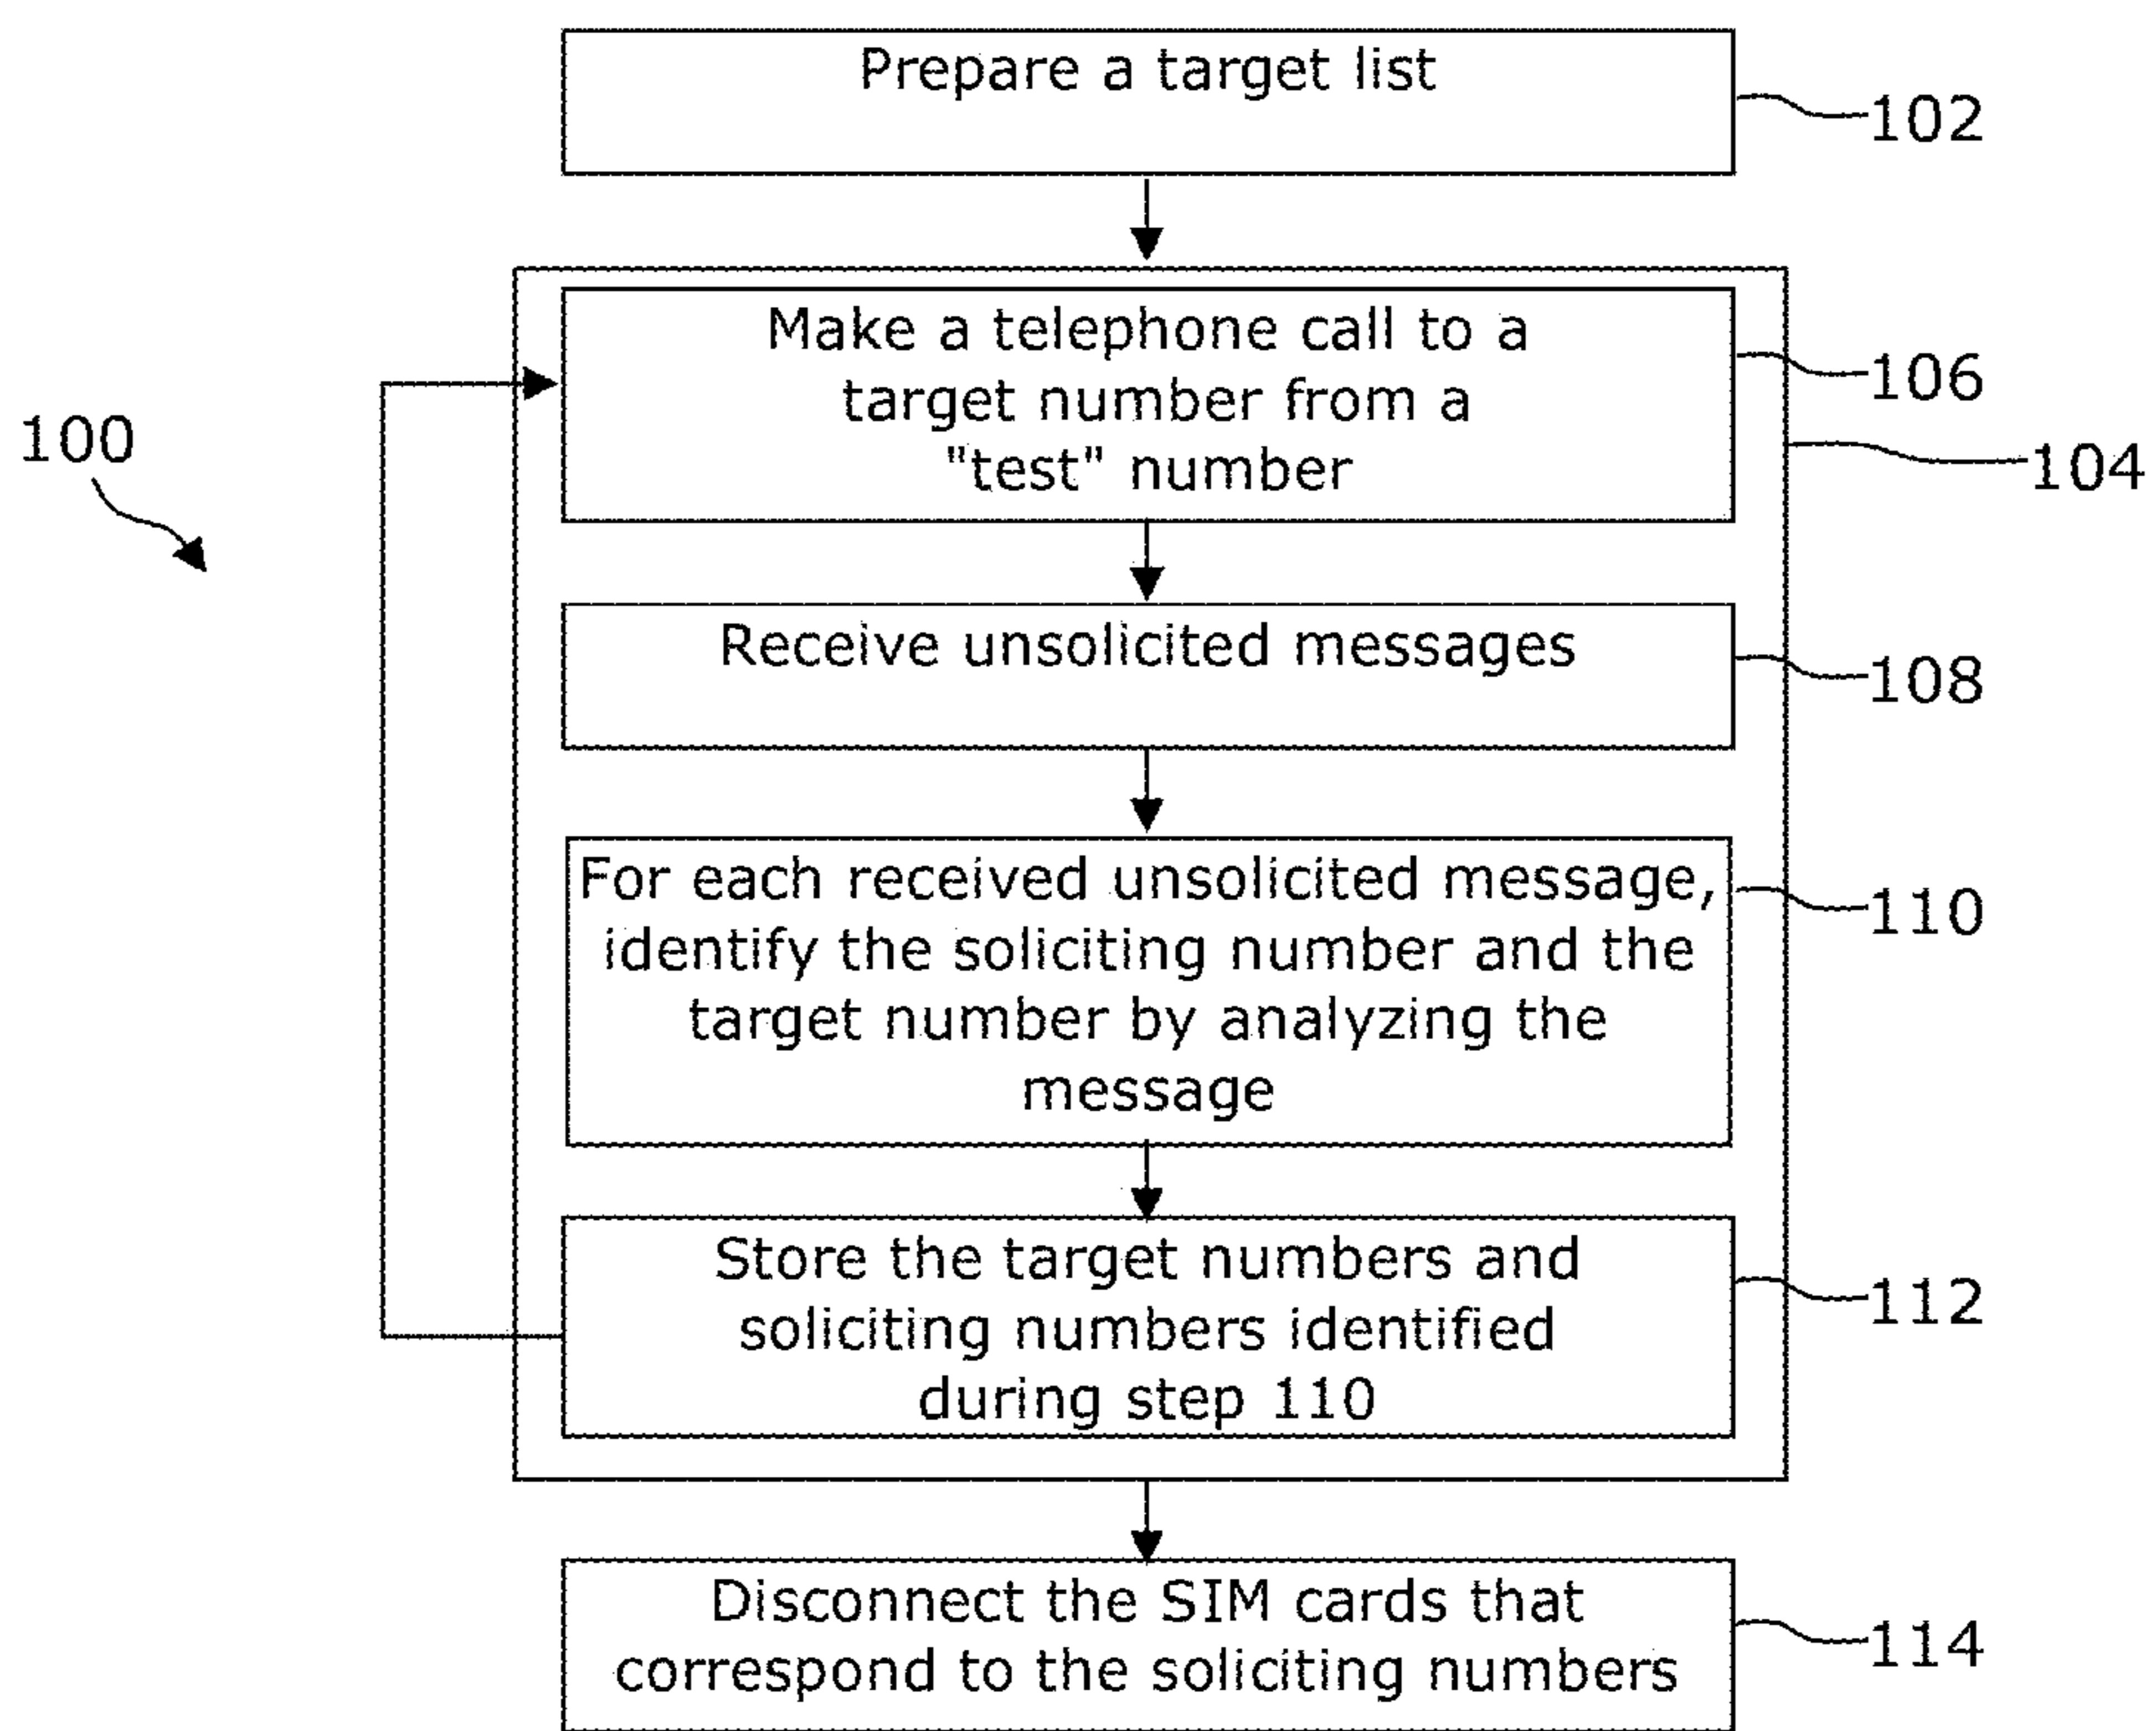 Prepare a target list
102
Make a telephone call to a
target number from a
"test" number
106
104
100
Receive unsolicited messages
108
For each received unsolicited message,
identify the soliciting number and the
target number by analyzing the
message
110
Store the target numbers and
soliciting numbers identified
during step 110
112
Disconnect the SIM cards that
correspond to the soliciting numbers
114